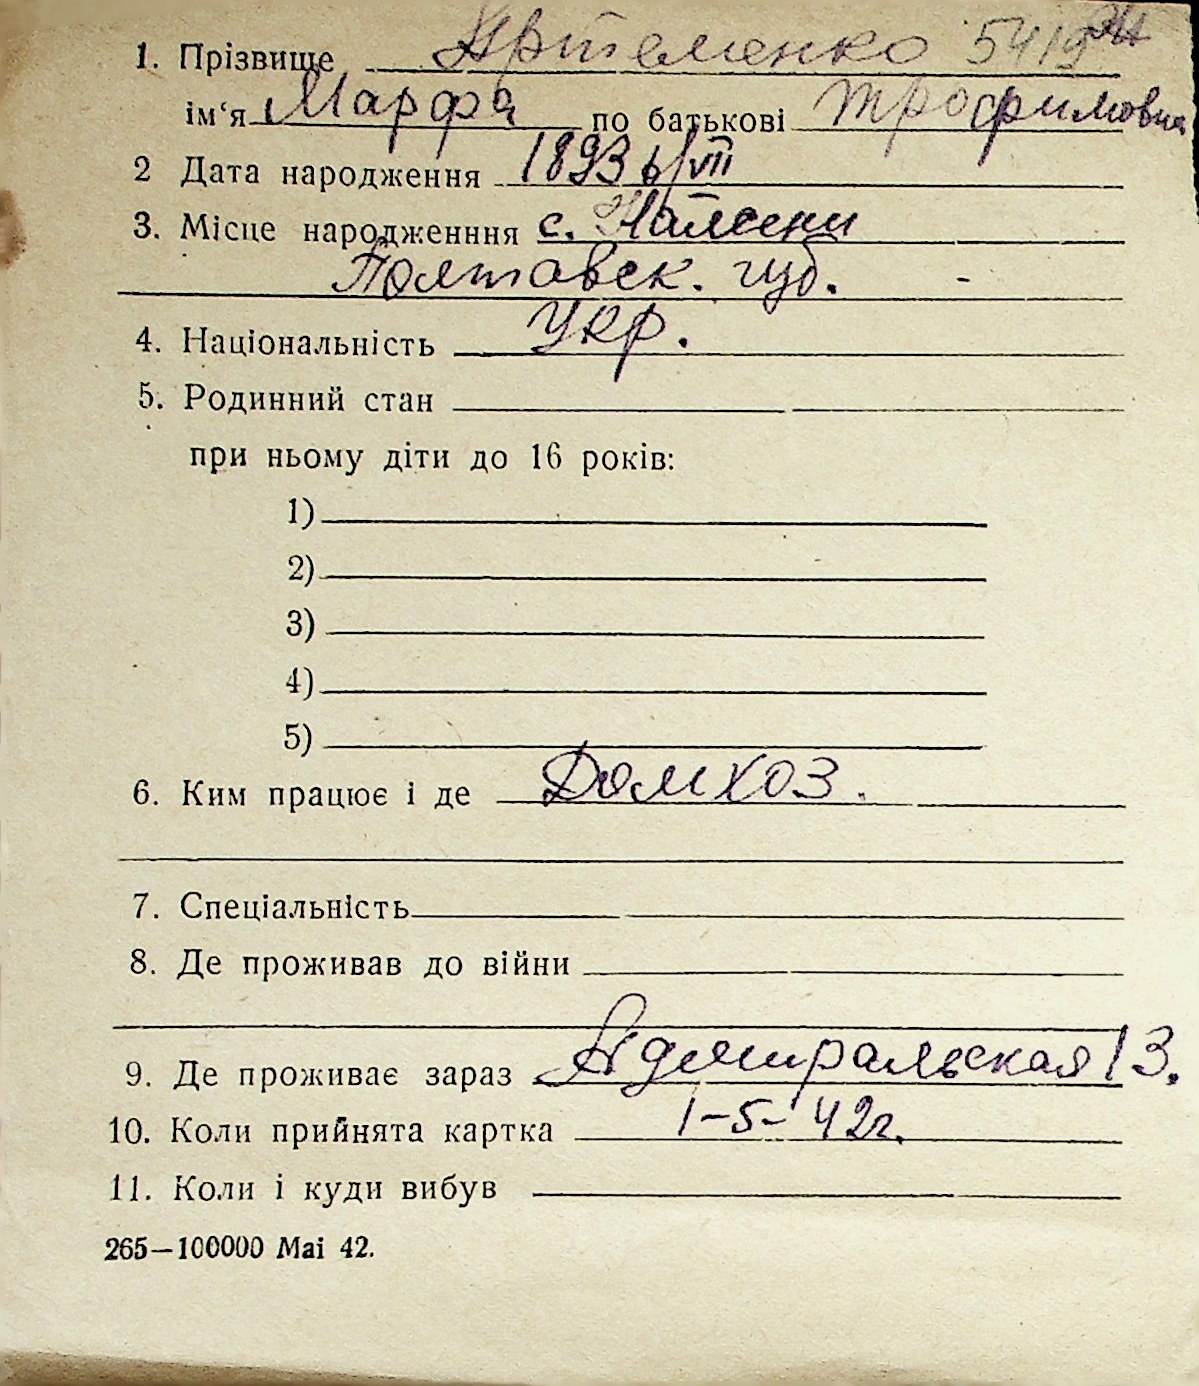 1. Прізвище Артеменко 5419
ім‘я Марфа по батькові Трофимовна
2 Дата народження 1893 6/VII
3. Місце народженння с.
Полтавск. губ. -
4. Національність Укр.
5. Родинний стан
при ньому діти до 16 років:
1)
2)
3)
4)
5)
6. Ким працює і де Домхоз.
7. Спеціальність
8. Де проживав до війни
9. Де проживає зараз Адмиральская 13.
10. Коли прийнята картка 1-5-42г.
11. Коли і куди вибув
265—100000 Mai 42.